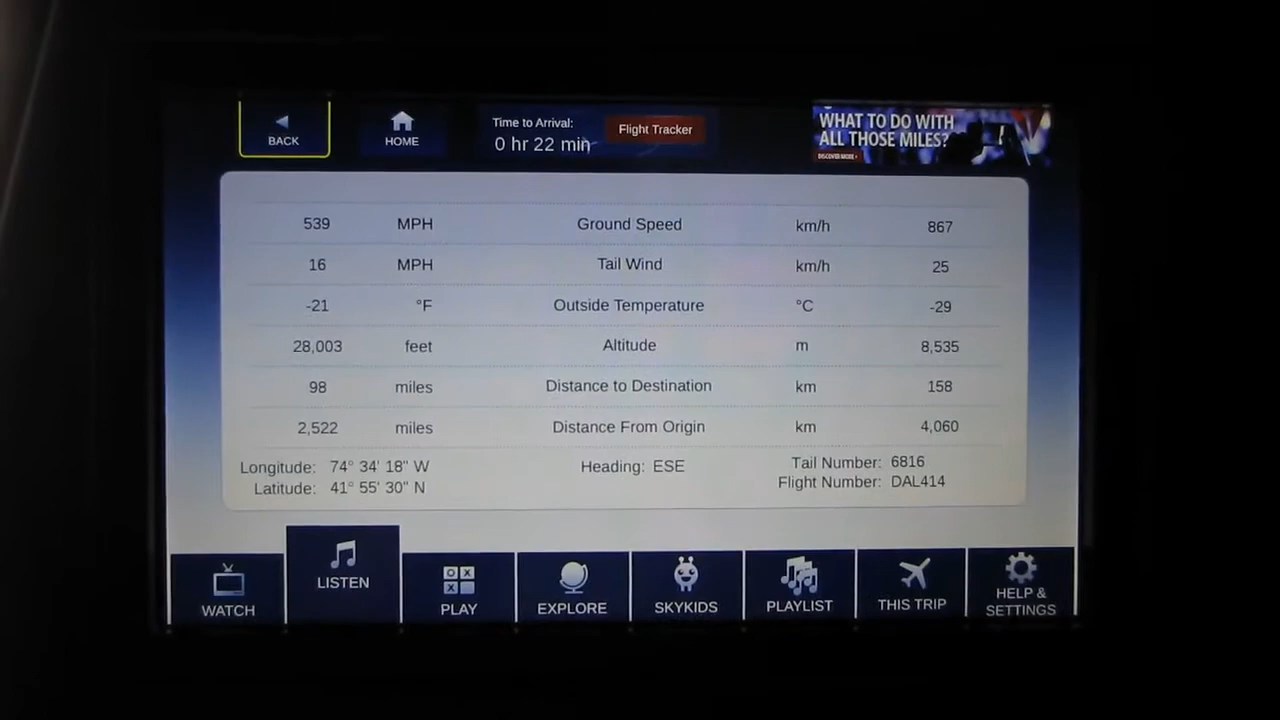 BACK
HOME
Time to Arrival:
0 hr 22 min
Flight Tracker
WHAT TO DO WITH
ALL THOSE MILES?
DISCOVER MORE
539 MPH Ground Speed km/h 867
16 MPH Tail Wind km/h 25
-21 °F Outside Temperature °C -29
28,003 feet Altitude m 8,535
98 miles Distance to Destination km 158
2,522 miles Distance From Origin km 4,060
Longitude: 74° 34' 18" W
Latitude: 41° 55' 30" N
Heading: ESE
Tail Number: 6816
Flight Number: DAL414
WATCH
LISTEN
PLAY
EXPLORE
SKYKIDS
PLAYLIST
THIS TRIP
HELP &
SETTINGS